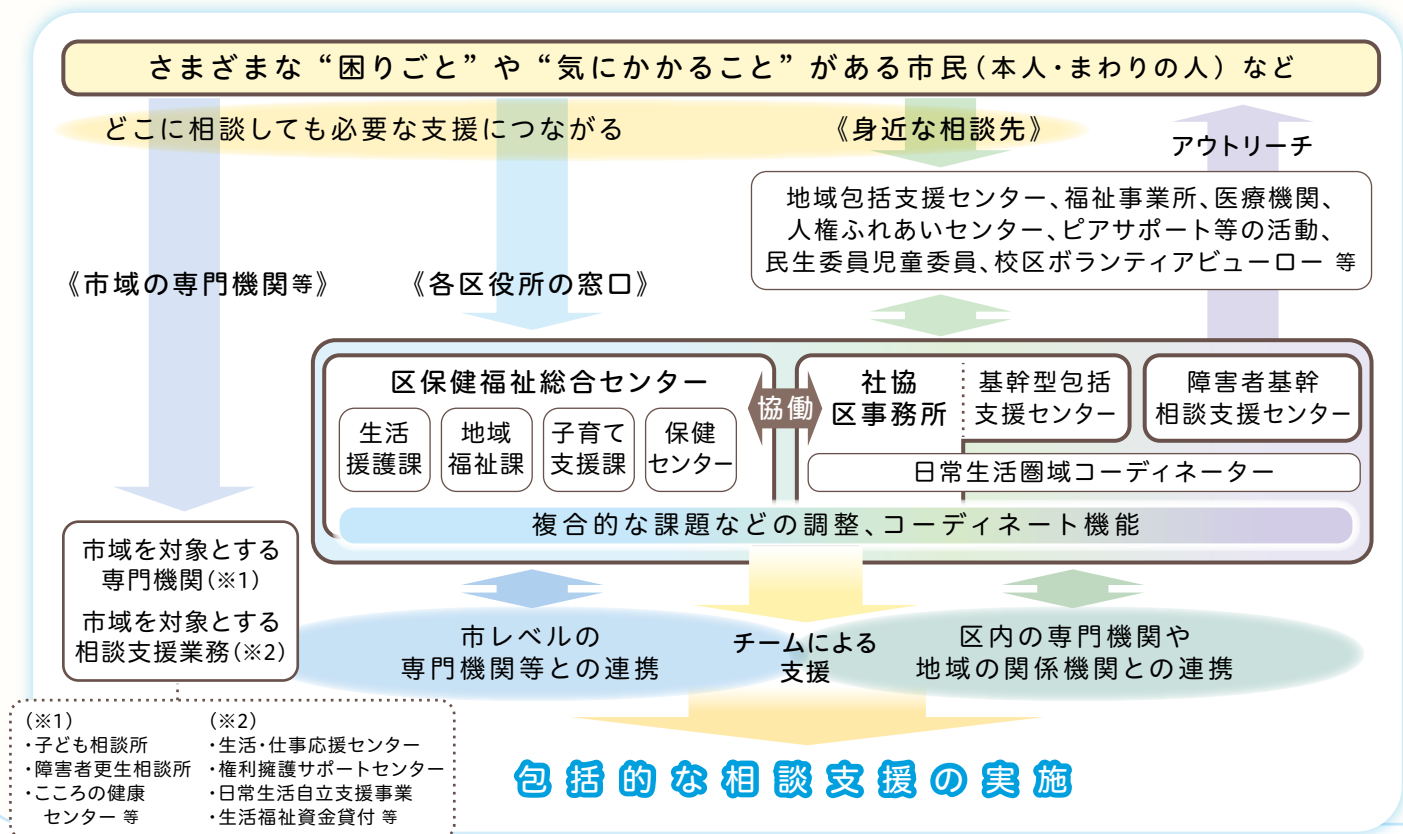 さまざまな“困りごと”や“気にかかること”がある市民(本人・まわりの人)など
どこに相談しても必要な支援につながる
《身近な相談先》
アウトリーチ
地域包括支援センター、福祉事業所、医療機関、
人権ふれあいセンター、ピアサポート等の活動、
民生委員児童委員、校区ボランティアビューロー 等
《市域の専門機関等》
《各区役所の窓口》
区保健福祉総合センター
生活
援護課
地域
福祉課
子育て
支援課
保健
センター
協働
社協
区事務所
基幹型包括
支援センター
障害者基幹
相談支援センター
日常生活圏域コーディネーター
複合的な課題などの調整、コーディネート機能
市域を対象とする
専門機関(※1)
市域を対象とする
相談支援業務(※2)
市レベルの
専門機関等との連携
チームによる
支援
区内の専門機関や
地域の関係機関との連携
(※1)
・子ども相談所
・障害者更生相談所
・こころの健康
センター 等
(※2)
・生活・仕事応援センター
・権利擁護サポートセンター
・日常生活自立支援事業
・生活福祉資金貸付 等
包括的な相談支援の実施